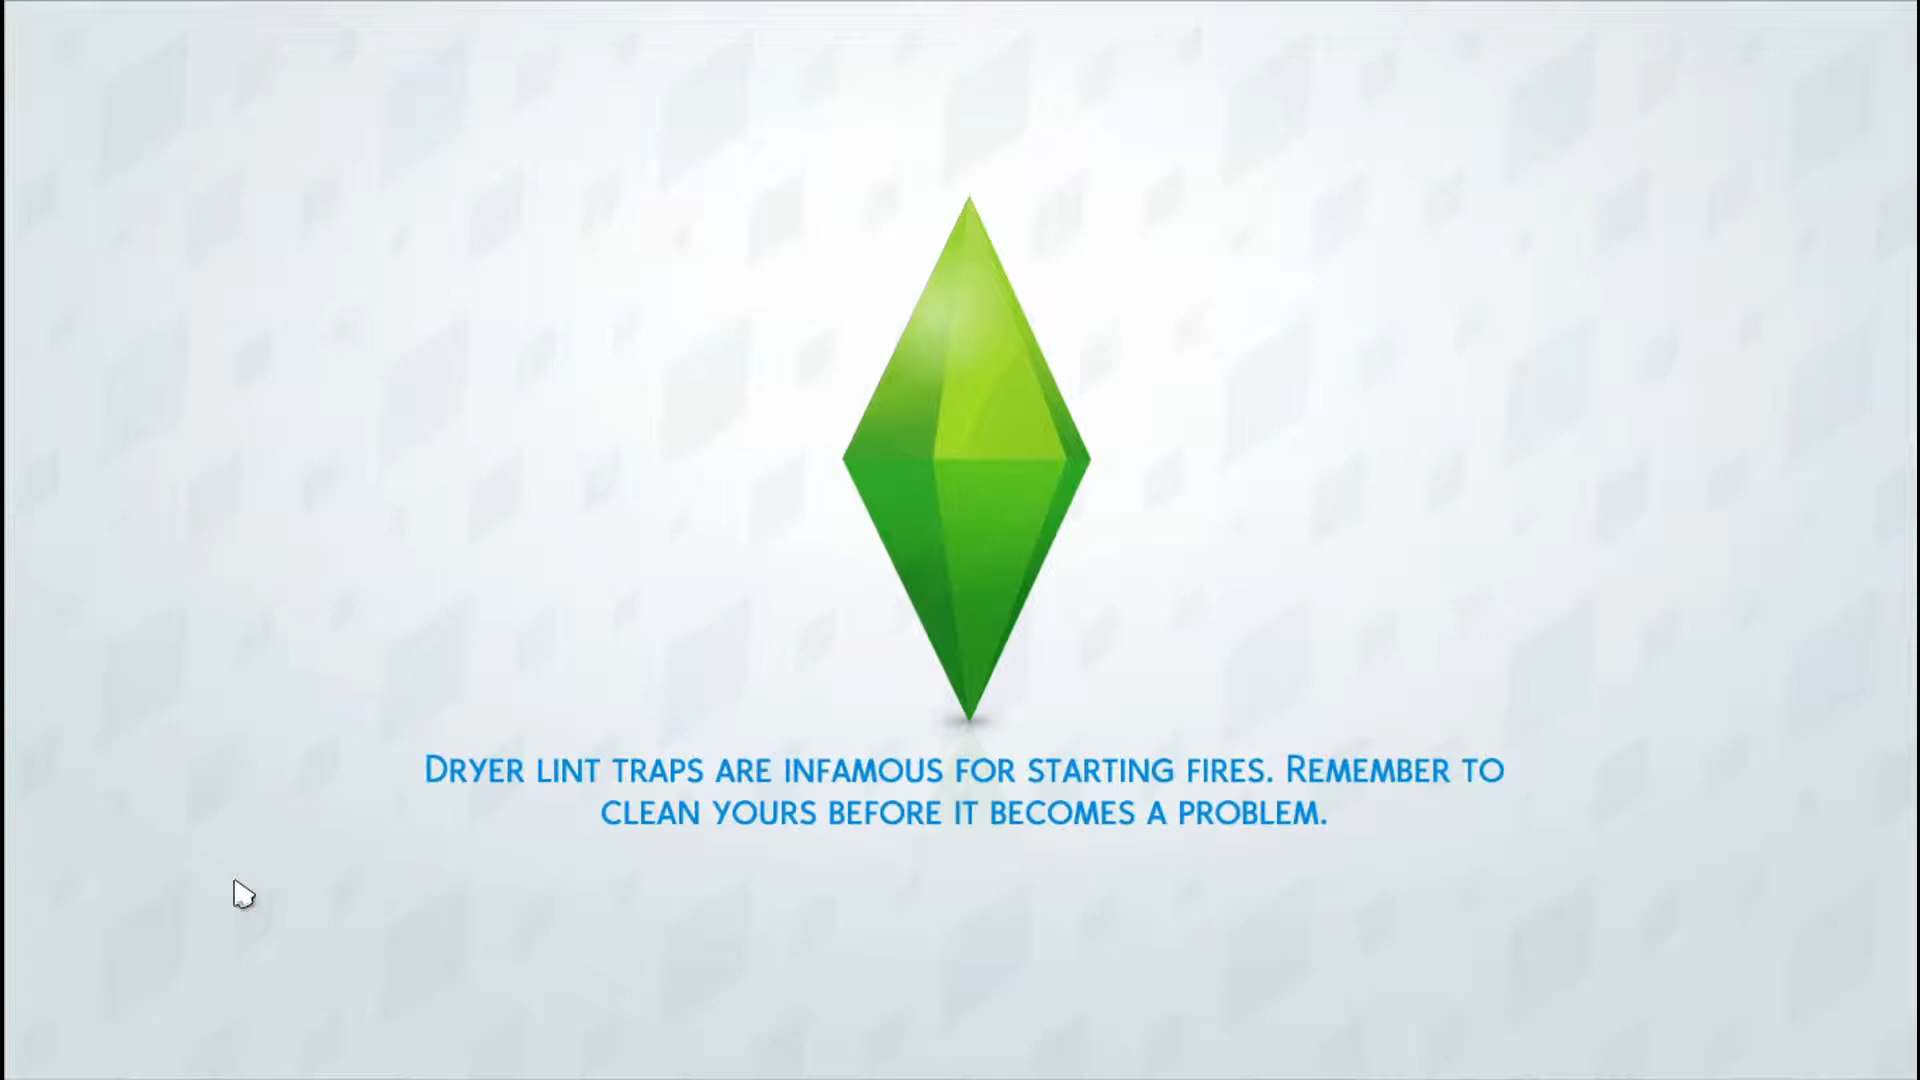 Dryer lint traps are infamous for starting fires. Remember to
clean yours before it becomes a problem.